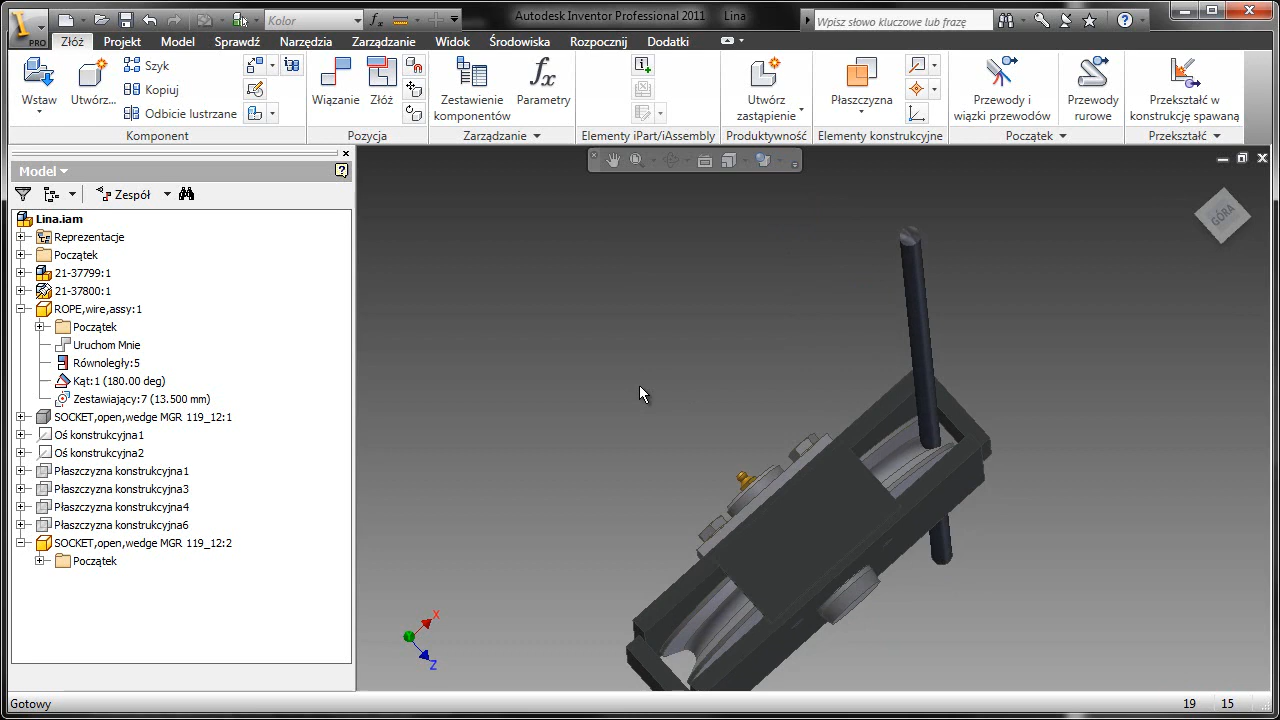 Kolor
Autodesk Inventor Professional 2011 Lina
Wpisz słowo kluczowe lub frazę
PRO
Złóż Projekt Model Sprawdź Narzędzia Zarządzanie Widok Środowiska Rozpocznij Dodatki
Wstaw
Utwórz...
Szyk
Kopiuj
Odbicie lustrzane
Wiązanie
Złóż
Zestawienie
komponentów
Parametry
Utwórz
zastąpienie
Płaszczyzna
Przewody i
wiązki przewodów
Przewody
rurowe
Przekształć w
konstrukcję spawaną
Komponent
Pozycja
Zarządzanie
Elementy iPart/iAssembly
Produktywność
Elementy konstrukcyjne
Początek
Przekształć
Model
Zespół
Lina.iam
Reprezentacje
Początek
21-37799:1
21-37800:1
ROPE,wire,assy:1
Początek
Uruchom Mnie
Równoległy:5
Kąt:1 (180.00 deg)
Zestawiający:7 (13.500 mm)
SOCKET,open,wedge MGR 119_12:1
Oś konstrukcyjna1
Oś konstrukcyjna2
Płaszczyzna konstrukcyjna1
Płaszczyzna konstrukcyjna3
Płaszczyzna konstrukcyjna4
Płaszczyzna konstrukcyjna6
SOCKET,open,wedge MGR 119_12:2
Początek
GÓRA
X
Z
Gotowy
19 15